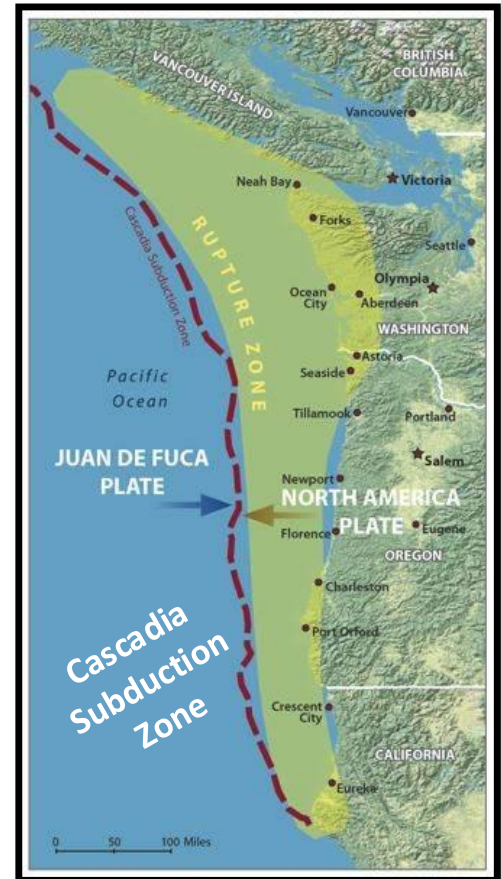 BRITISH
COLUMBIA
VANCOUVER ISLAND
Vancouver
Victoria
Neah Bay
Forks
Seattle
Cascadia Subduction Zone
RUPTURE ZONE
Olympia
Ocean
City
Aberdeen
WASHINGTON
Astoria
Seaside
Pacific
Ocean
Tillamook
Portland
JUAN DE FUCA
PLATE
Salem
Newport
NORTH AMERICA
PLATE
Florence
Eugene
OREGON
Charleston
Port Orford
Cascadia
Subduction
Zone
Crescent
City
CALIFORNIA
Eureka
0 50 100 Miles